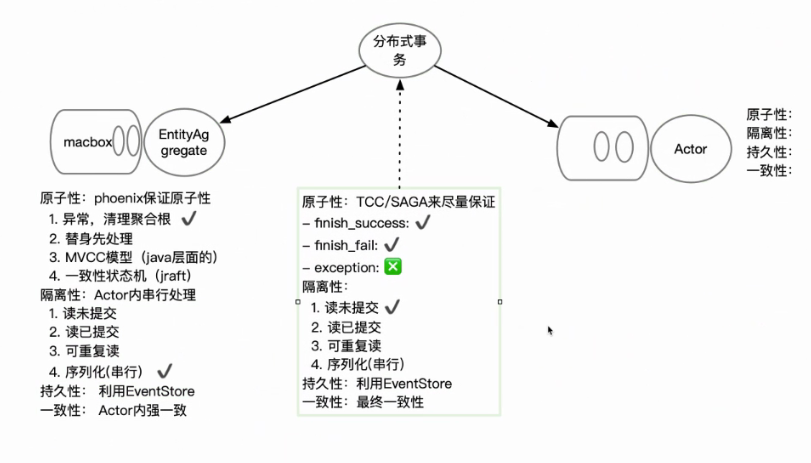 分布式事
务
macbox
EntityAg
gregate
Actor
原子性：
隔离性：
持久性：
一致性：
原子性：phoenix保证原子性
1. 异常，清理聚合根 ✔
2. 替身先处理
3. MVCC模型（java层面的）
4. 一致性状态机（jraft）
隔离性：Actor内串行处理
1. 读未提交
2. 读已提交
3. 可重复读
4. 序列化(串行) ✔
持久性： 利用EventStore
一致性： Actor内强一致
原子性：TCC/SAGA来尽量保证
– finish_success: ✔
– finish_fail: ✔
– exception: ❎
隔离性：
1. 读未提交 ✔
2. 读已提交
3. 可重复读
4. 序列化(串行)
持久性：利用EventStore
一致性：最终一致性